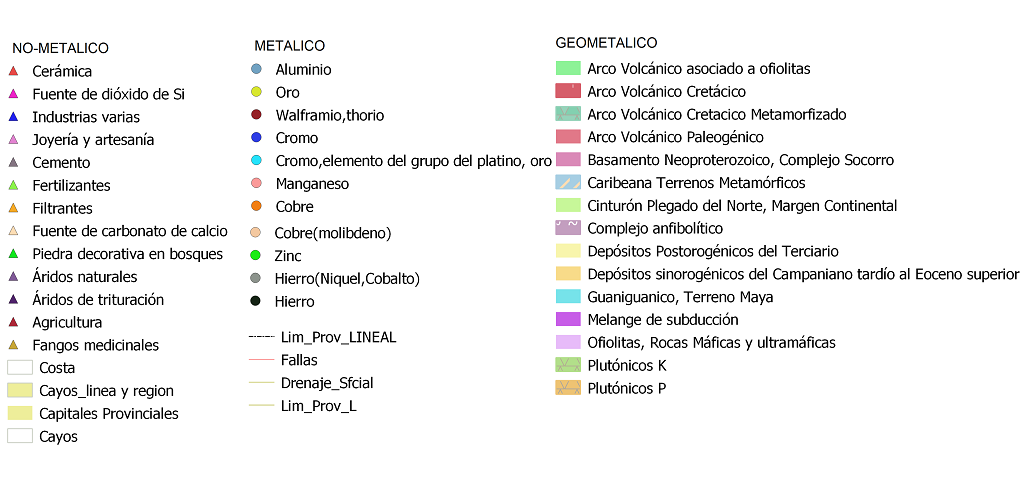 NO-METALICO
Cerámica
Fuente de dióxido de Si
Industrias varias
Joyería y artesanía
Cemento
Fertilizantes
Filtrantes
Fuente de carbonato de calcio
Piedra decorativa en bosques
Áridos naturales
Áridos de trituración
Agricultura
Fangos medicinales
Costa
Cayos_linea y region
Capitales Provinciales
Cayos
METALICO
Aluminio
Oro
Walframio,thorio
Cromo
Cromo,elemento del grupo del platino, oro
Manganeso
Cobre
Cobre(molibdeno)
Zinc
Hierro(Niquel,Cobalto)
Hierro
Lim_Prov_LINEAL
Fallas
Drenaje_Sfcial
Lim_Prov_L
GEOMETALICO
Arco Volcánico asociado a ofiolitas
Arco Volcánico Cretácico
Arco Volcánico Cretacico Metamorfizado
Arco Volcánico Paleogénico
Basamento Neoproterozoico, Complejo Socorro
Caribeana Terrenos Metamórficos
Cinturón Plegado del Norte, Margen Continental
Complejo anfibolítico
Depósitos Postorogénicos del Terciario
Depósitos sinorogénicos del Campaniano tardío al Eoceno superior
Guaniguanico, Terreno Maya
Melange de subducción
Ofiolitas, Rocas Máficas y ultramáficas
Plutónicos K
Plutónicos P